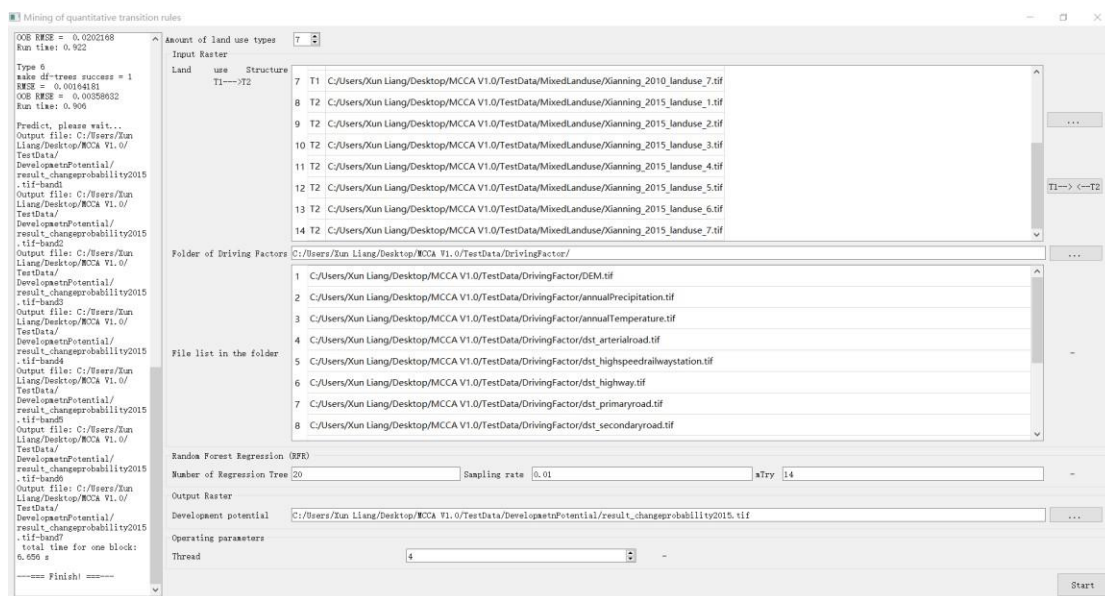 Mining of quantitative transition rules
OOB RMSE =  0.0202168
Run time: 0.922
Type 6
make df-trees success = 1
RMSE =  0.00164181
OOB RMSE =  0.00358632
Run time: 0.906
Predict, please wait...
Output file: C:/Users/Xun
Liang/Desktop/MCCA V1.0/
TestData/
DevelopmetnPotential/
result_changeprobability2015
.tif-band1
Output file: C:/Users/Xun
Liang/Desktop/MCCA V1.0/
TestData/
DevelopmetnPotential/
result_changeprobability2015
.tif-band2
Output file: C:/Users/Xun
Liang/Desktop/MCCA V1.0/
TestData/
DevelopmetnPotential/
result_changeprobability2015
.tif-band3
Output file: C:/Users/Xun
Liang/Desktop/MCCA V1.0/
TestData/
DevelopmetnPotential/
result_changeprobability2015
.tif-band4
Output file: C:/Users/Xun
Liang/Desktop/MCCA V1.0/
TestData/
DevelopmetnPotential/
result_changeprobability2015
.tif-band5
Output file: C:/Users/Xun
Liang/Desktop/MCCA V1.0/
TestData/
DevelopmetnPotential/
result_changeprobability2015
.tif-band6
Output file: C:/Users/Xun
Liang/Desktop/MCCA V1.0/
TestData/
DevelopmetnPotential/
result_changeprobability2015
.tif-band7
total time for one block:
6.656 s
---=== Finish! ===---
Amount of land use types 7
Input Raster
Land use Structure
T1--->T2
7 T1 C:/Users/Xun Liang/Desktop/MCCA V1.0/TestData/MixedLanduse/Xianning_2010_landuse_7.tif
8 T2 C:/Users/Xun Liang/Desktop/MCCA V1.0/TestData/MixedLanduse/Xianning_2015_landuse_1.tif
9 T2 C:/Users/Xun Liang/Desktop/MCCA V1.0/TestData/MixedLanduse/Xianning_2015_landuse_2.tif
10 T2 C:/Users/Xun Liang/Desktop/MCCA V1.0/TestData/MixedLanduse/Xianning_2015_landuse_3.tif
11 T2 C:/Users/Xun Liang/Desktop/MCCA V1.0/TestData/MixedLanduse/Xianning_2015_landuse_4.tif
12 T2 C:/Users/Xun Liang/Desktop/MCCA V1.0/TestData/MixedLanduse/Xianning_2015_landuse_5.tif
13 T2 C:/Users/Xun Liang/Desktop/MCCA V1.0/TestData/MixedLanduse/Xianning_2015_landuse_6.tif
14 T2 C:/Users/Xun Liang/Desktop/MCCA V1.0/TestData/MixedLanduse/Xianning_2015_landuse_7.tif
...
T1--> <--T2
Folder of Driving Factors C:/Users/Xun Liang/Desktop/MCCA V1.0/TestData/DrivingFactor/ ...
File list in the folder
1 C:/Users/Xun Liang/Desktop/MCCA V1.0/TestData/DrivingFactor/DEM.tif
2 C:/Users/Xun Liang/Desktop/MCCA V1.0/TestData/DrivingFactor/annualPrecipitation.tif
3 C:/Users/Xun Liang/Desktop/MCCA V1.0/TestData/DrivingFactor/annualTemperature.tif
4 C:/Users/Xun Liang/Desktop/MCCA V1.0/TestData/DrivingFactor/dst_arterialroad.tif
5 C:/Users/Xun Liang/Desktop/MCCA V1.0/TestData/DrivingFactor/dst_highspeedrailwaystation.tif
6 C:/Users/Xun Liang/Desktop/MCCA V1.0/TestData/DrivingFactor/dst_highway.tif
7 C:/Users/Xun Liang/Desktop/MCCA V1.0/TestData/DrivingFactor/dst_primaryroad.tif
8 C:/Users/Xun Liang/Desktop/MCCA V1.0/TestData/DrivingFactor/dst_secondaryroad.tif
-
Random Forest Regression (RFR)
Number of Regression Tree 20 Sampling rate 0.01 mTry 14 -
Output Raster
Development potential C:/Users/Xun Liang/Desktop/MCCA V1.0/TestData/DevelopmetnPotential/result_changeprobability2015.tif ...
Operating parameters
Thread 4 -
Start